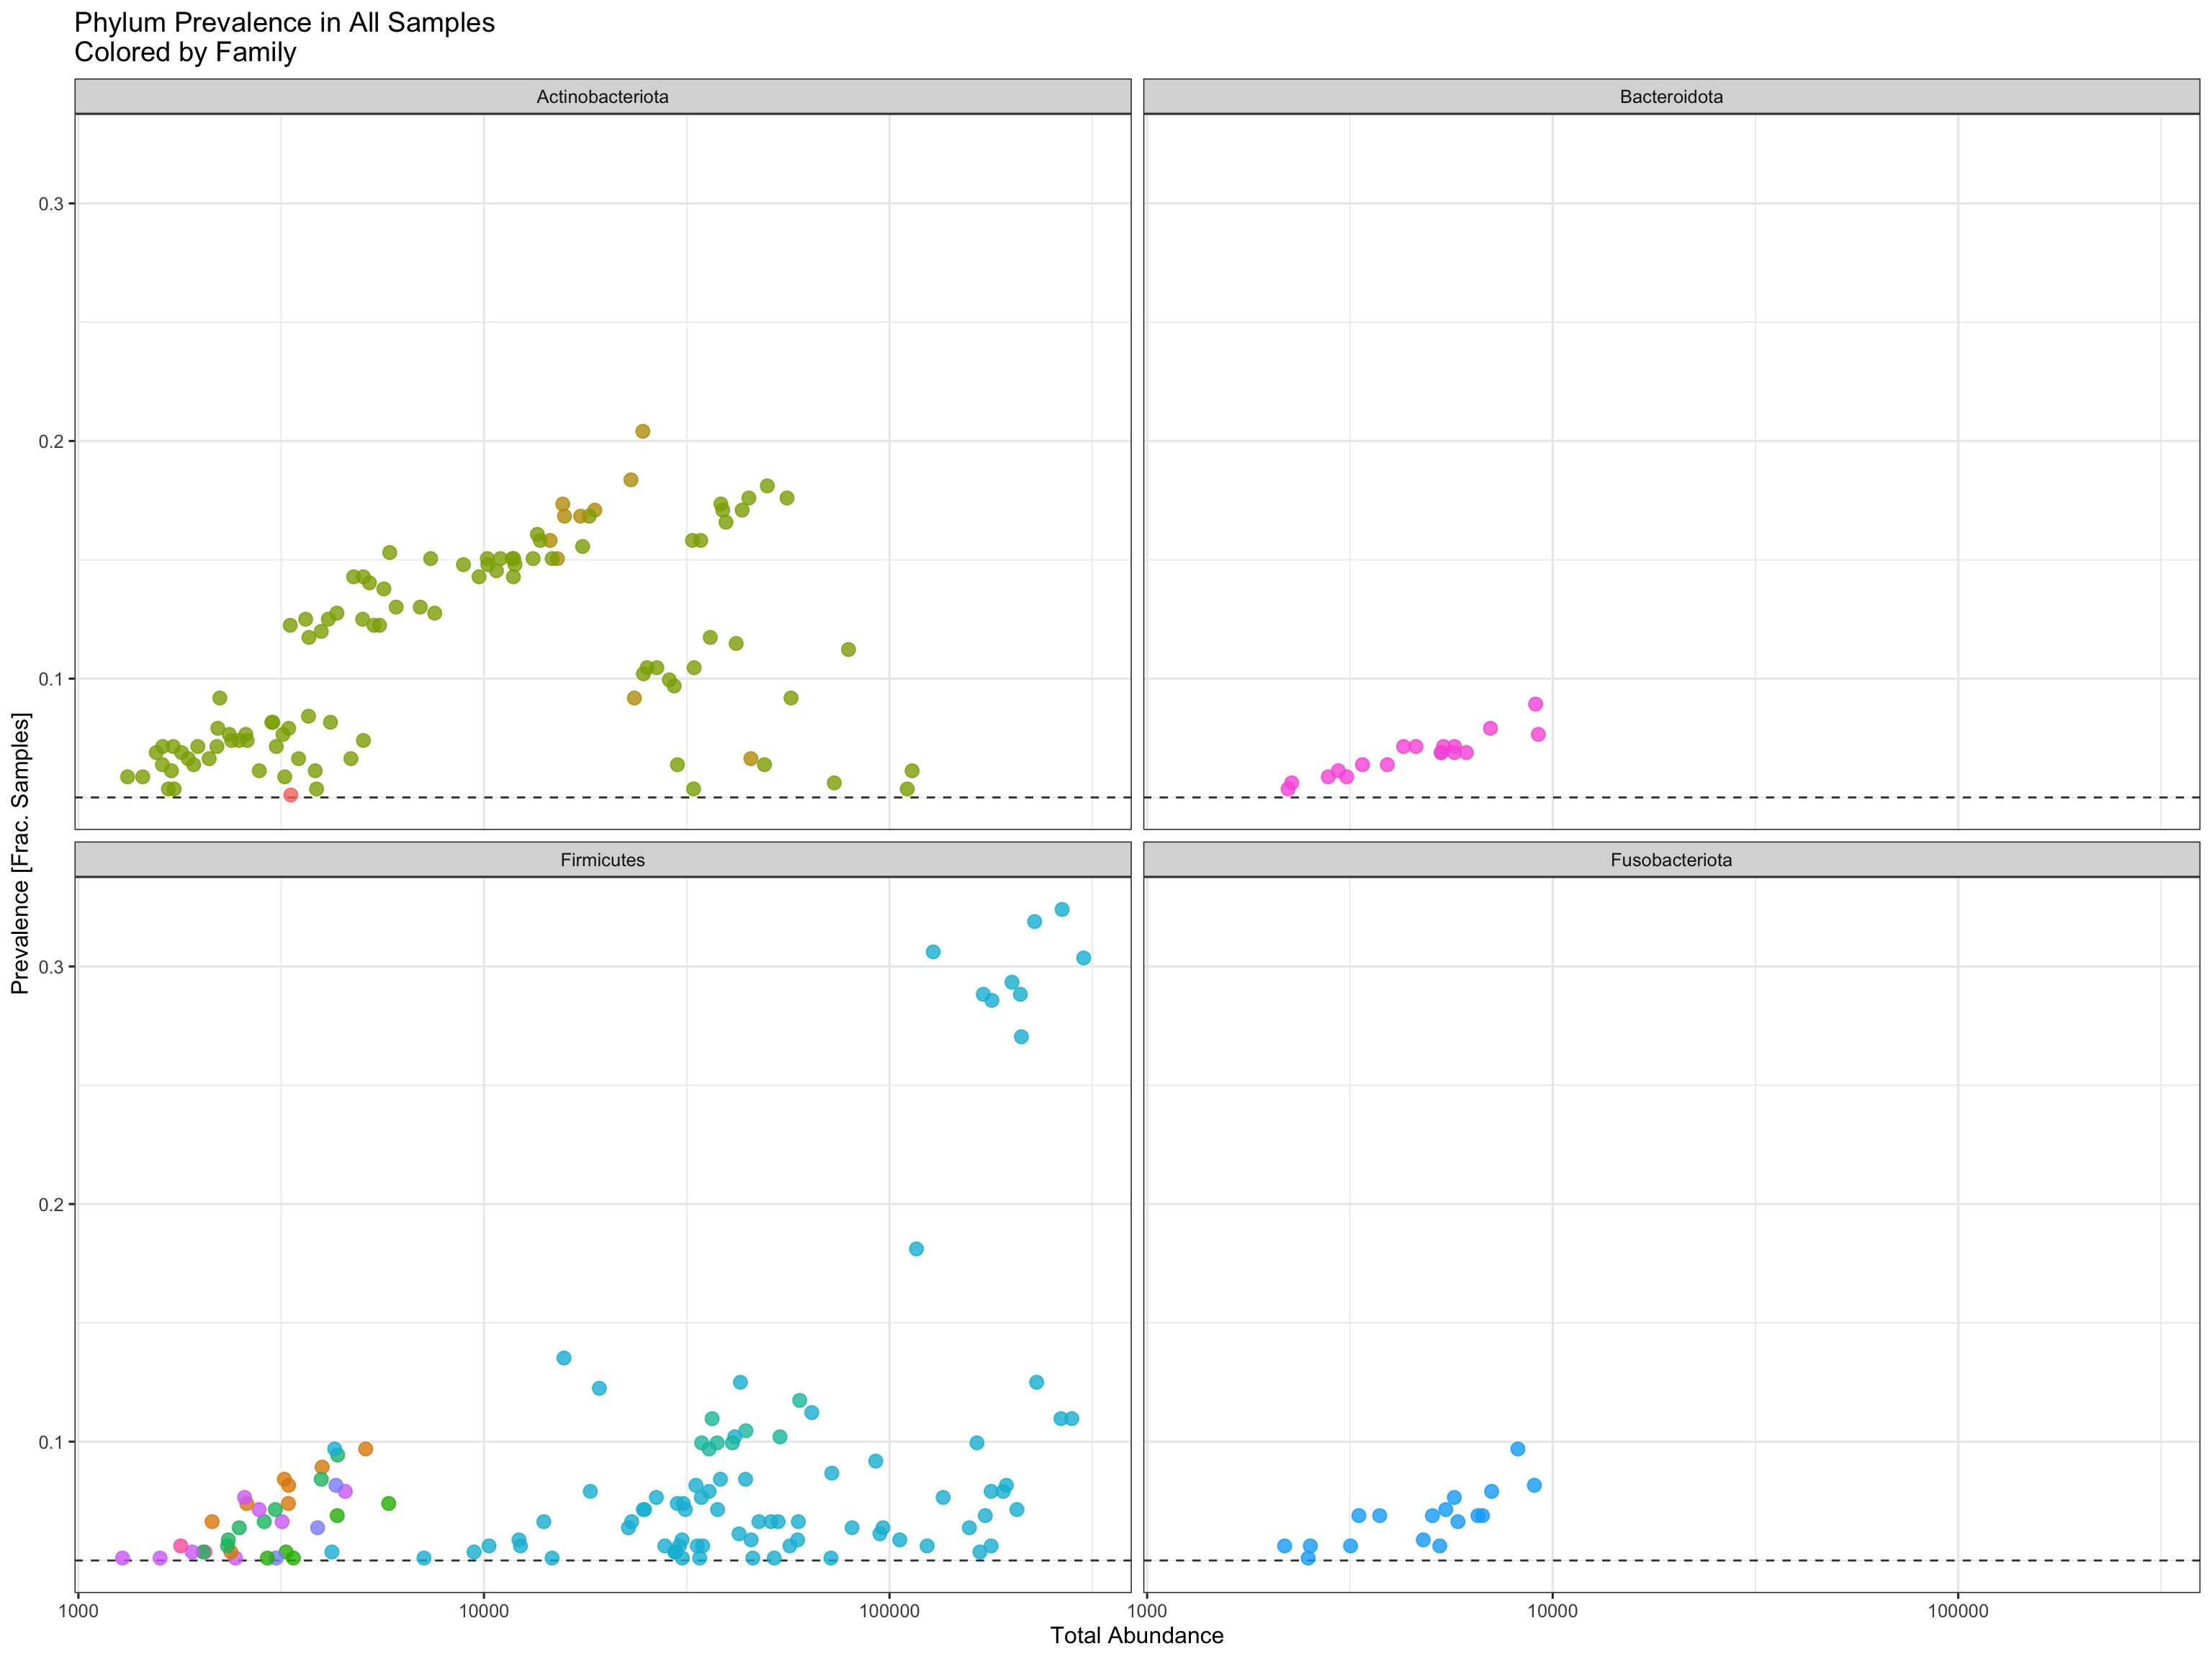 Phylum Prevalence in All Samples
Colored by Family
Actinobacteriota
Bacteroidota
0.3
0.2
0.1
Firmicutes
Fusobacteriota
0.3
0.2
0.1
Prevalence [Frac. Samples]
1000 10000 100000 1000 10000 100000
Total Abundance